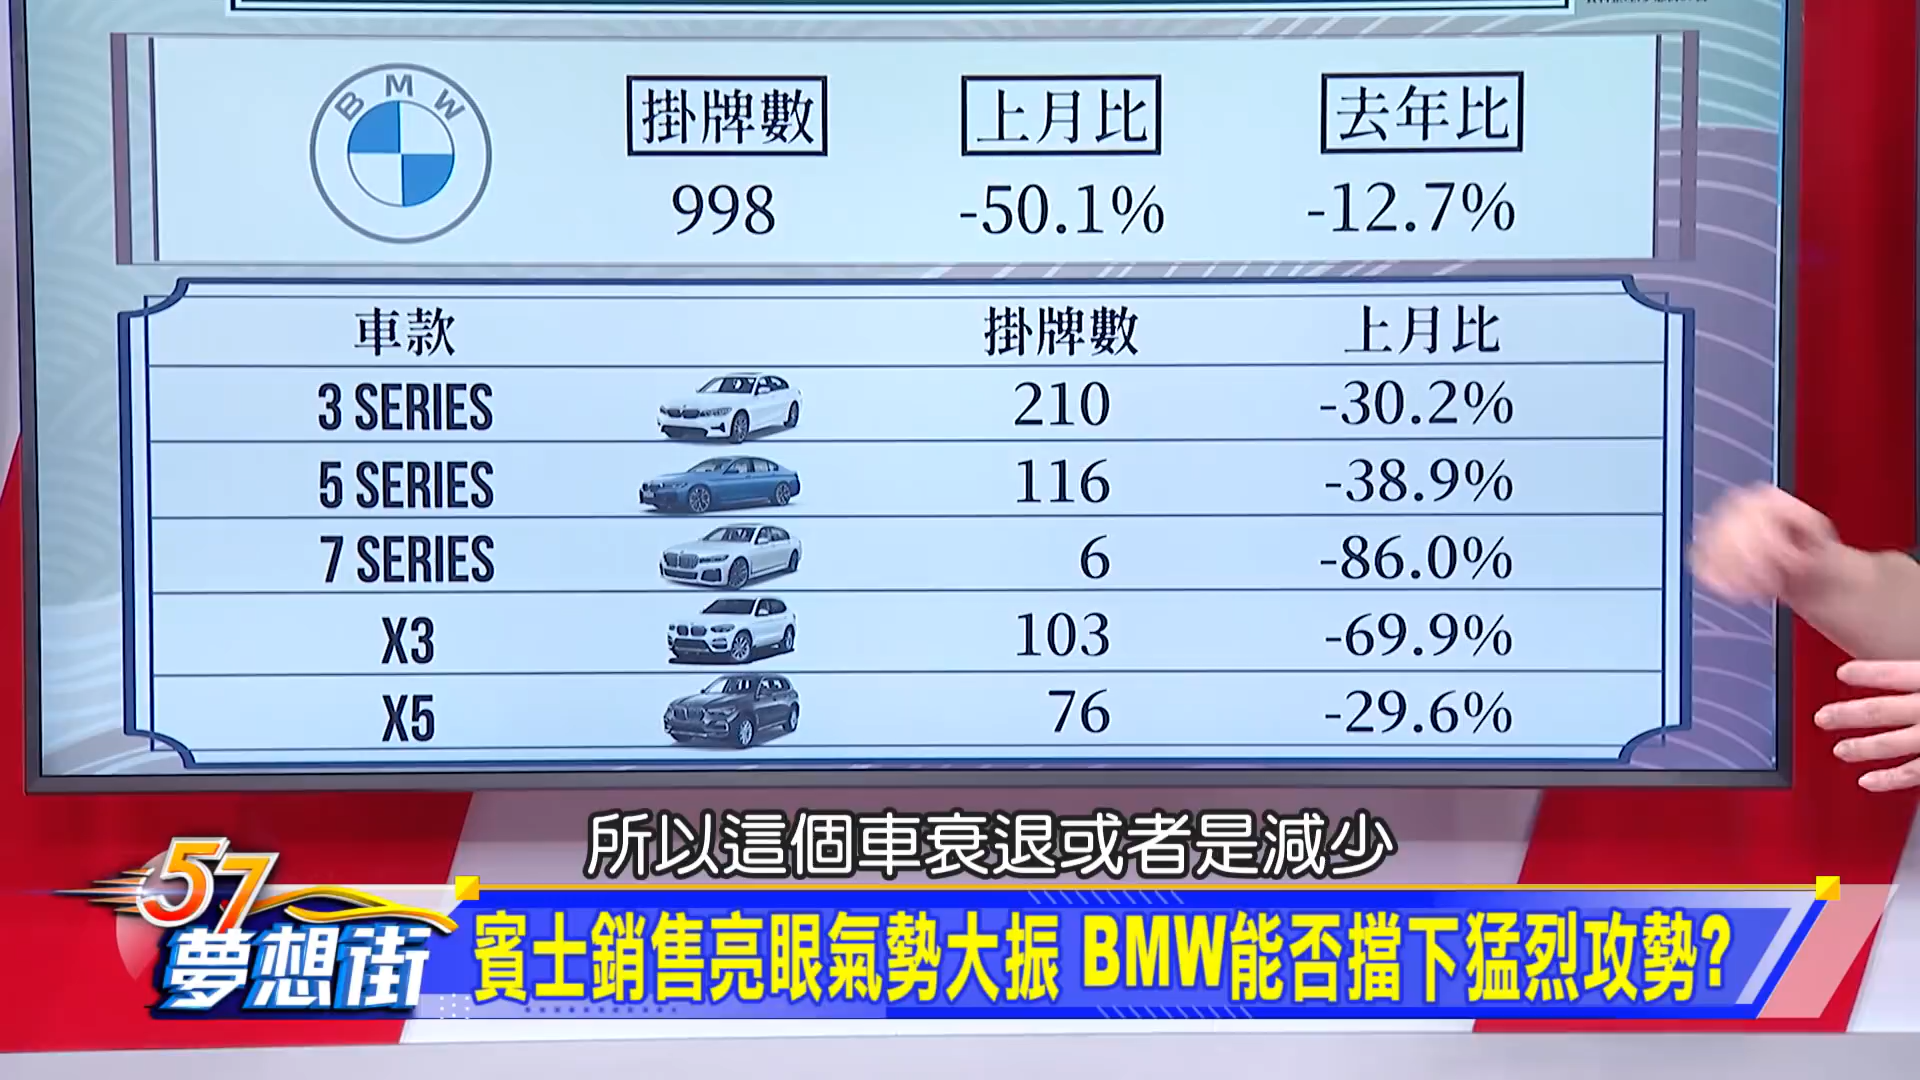 BMW
掛牌數 上月比 去年比
998 -50.1% -12.7%
車款 掛牌數 上月比
3 SERIES 210 -30.2%
5 SERIES 116 -38.9%
7 SERIES 6 -86.0%
X3 103 -69.9%
X5 76 -29.6%
所以這個車衰退或者是減少
57
夢想街
賓士銷售亮眼氣勢大振 BMW能否擋下猛烈攻勢?